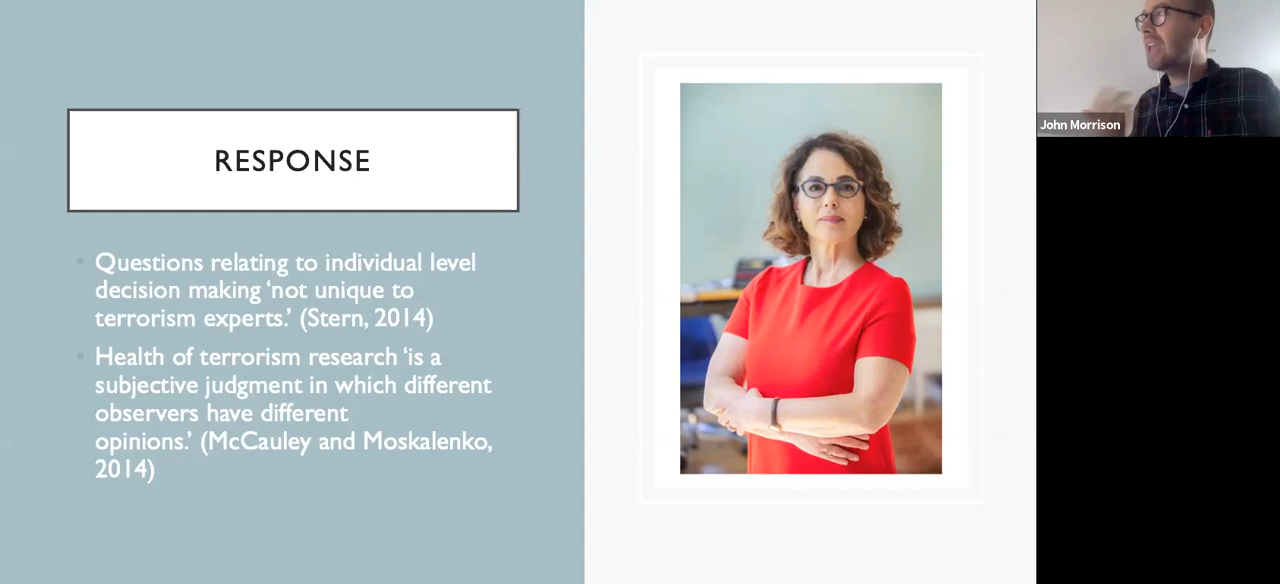 RESPONSE
Questions relating to individual level
decision making ‘not unique to
terrorism experts.’ (Stern, 2014)
Health of terrorism research ‘is a
subjective judgment in which different
observers have different
opinions.’ (McCauley and Moskalenko,
2014)
John Morrison